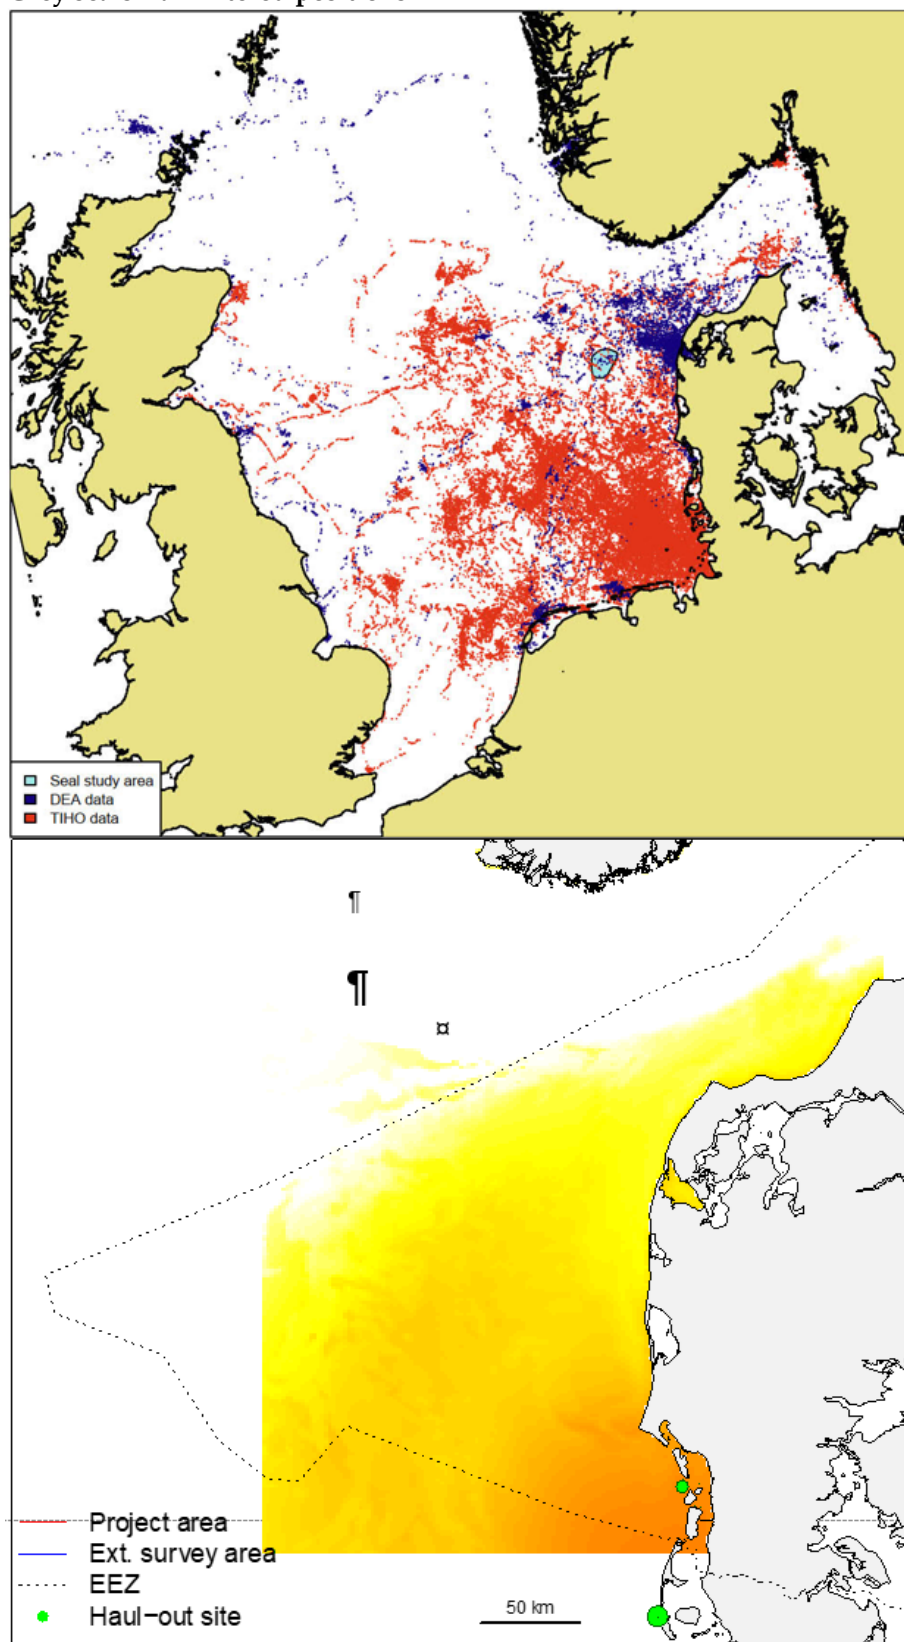 Seal study area
DEA data
TIHO data
¶
¶
¤
Project area
Ext. survey area
EEZ
Haul-out site
50 km